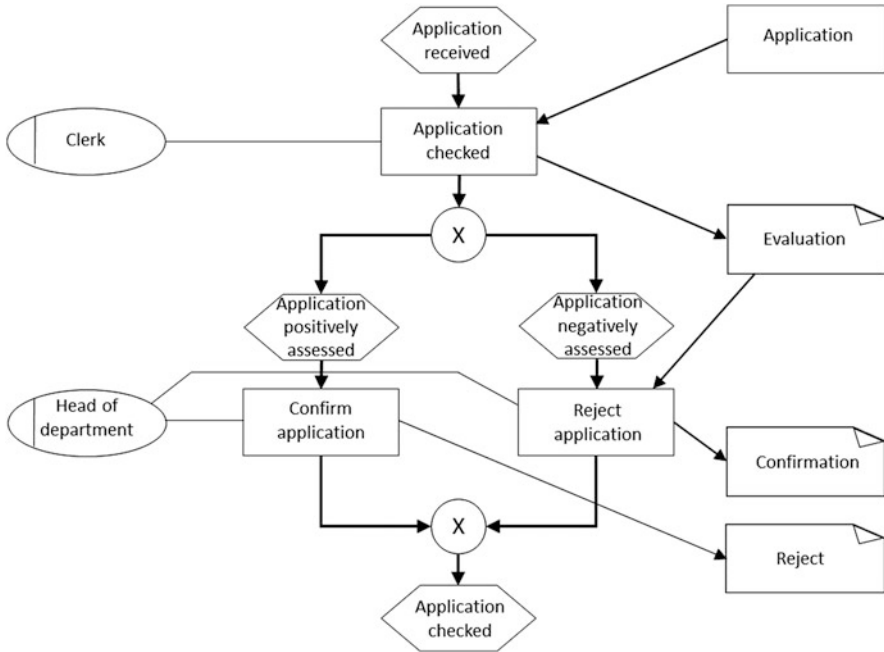 Application
received
Application
Clerk
Application
checked
X
Evaluation
Application
positively
assessed
Application
negatively
assessed
Head of
department
Confirm
application
Reject
application
Confirmation
X
Reject
Application
checked